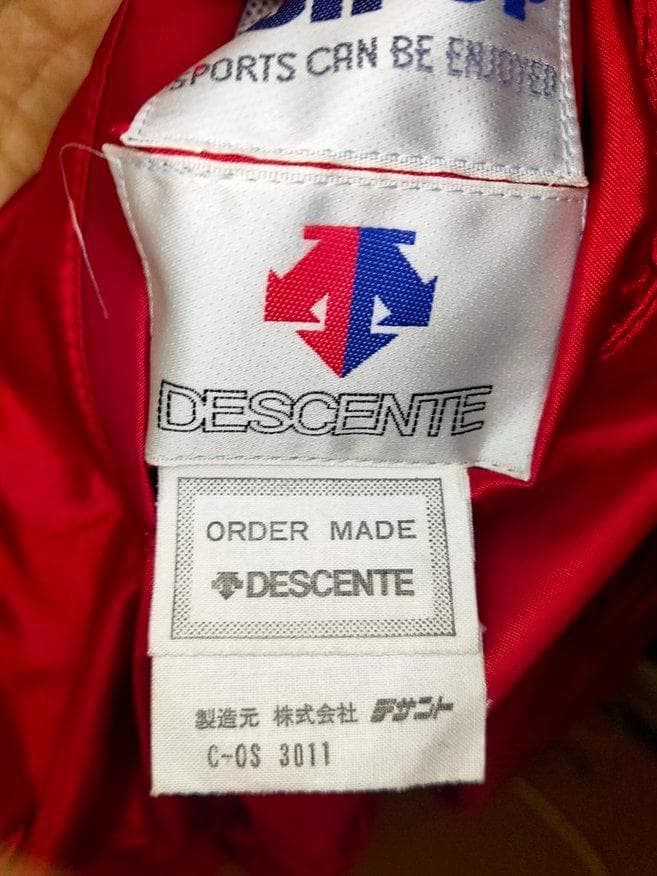 SPORTS CAN BE ENJOYED
DESCENTE
ORDER MADE
DESCENTE
製造元 株式会社 デサント
C-OS 3011